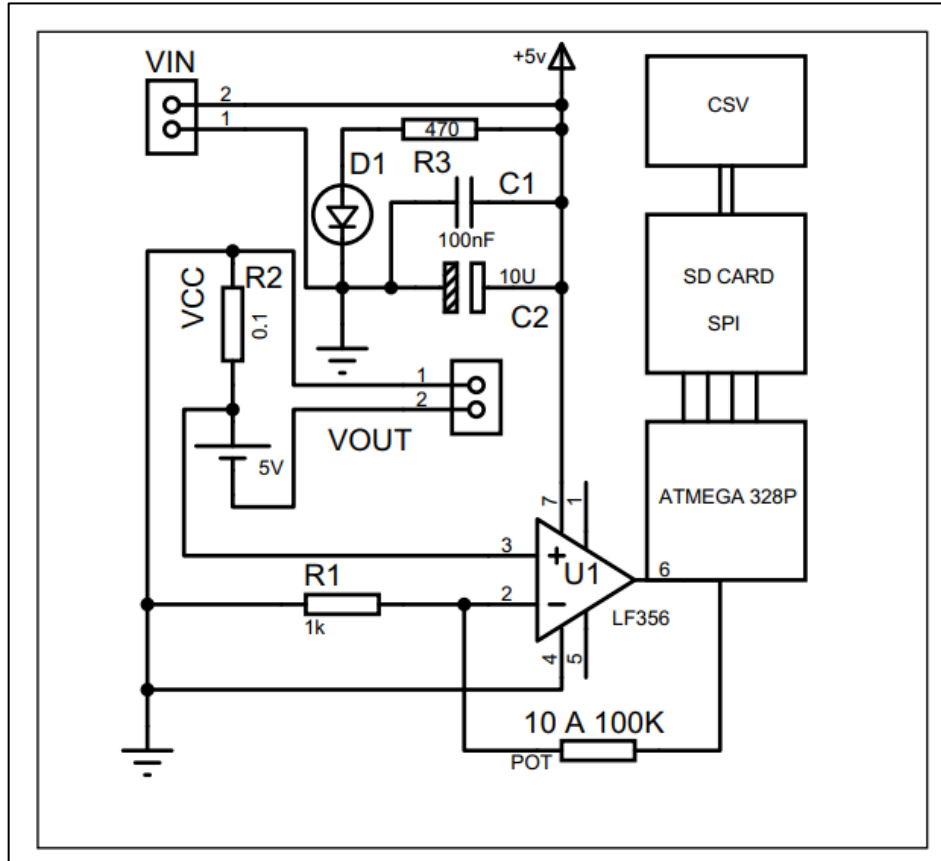 VIN
+5v
2
1
CSV
470
R3
D1
C1
100nF
10U
C2
SD CARD
SPI
VCC
R2
0.1
1
2
VOUT
5V
ATMEGA 328P
7
1
3
+
U1
6
R1
2
−
1k
LF356
4
5
10 A 100K
POT